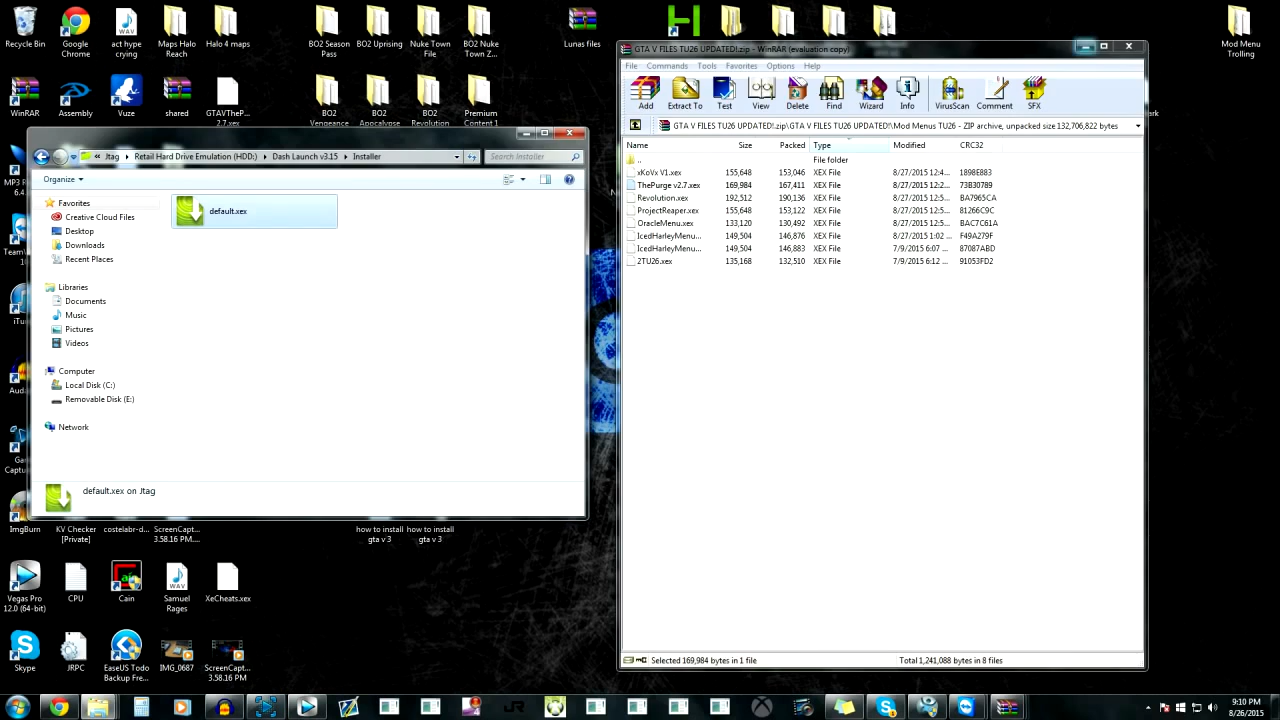 Recycle Bin
Google Chrome
act hype crying
Maps Halo Reach
Halo 4 maps
BO2 Season Pass
BO2 Uprising
Nuke Town File
BO2 Nuke Town Z...
Lunas files
Mod Menu Trolling
WinRAR
Assembly
Vuze
shared
GTAVTheP... 2.7.xex
BO2 Vengeance
BO2 Apocalypse
BO2 Revolution
Premium Content 1
GTA V FILES TU26 UPDATED!.zip - WinRAR (evaluation copy)
File Commands Tools Favorites Options Help
Add Extract To Test View Delete Find Wizard Info VirusScan Comment SFX
GTA V FILES TU26 UPDATED!.zip\GTA V FILES TU26 UPDATED!\Mod Menus TU26 - ZIP archive, unpacked size 132,706,822 bytes
Name Size Packed Type Modified CRC32
.. File folder
xKoVx V1.xex 155,648 153,046 XEX File 8/27/2015 12:4... 1898E883
ThePurge v2.7.xex 169,984 167,411 XEX File 8/27/2015 12:4... 73B30789
Revolution.xex 192,512 190,136 XEX File 8/27/2015 12:5... BA7965CA
ProjectReaper.xex 155,648 153,122 XEX File 8/27/2015 12:5... 81266C9C
OracleMenu.xex 133,120 130,492 XEX File 8/27/2015 12:5... BAC7C61A
IcedHarleyMenu... 149,504 146,876 XEX File 8/27/2015 1:02 ... F49A279F
IcedHarleyMenu... 149,504 146,883 XEX File 7/9/2015 6:07 ... 87087ABD
2TU26.xex 135,168 132,510 XEX File 7/9/2015 6:12 ... 91053FD2
Selected 169,984 bytes in 1 file
Total 1,241,088 bytes in 8 files
« Jtag Retail Hard Drive Emulation (HDD:) Dash Launch v3.15 Installer
Search Installer
Organize
Favorites
Creative Cloud Files
Desktop
Downloads
Recent Places
Libraries
Documents
Music
Pictures
Videos
Computer
Local Disk (C:)
Removable Disk (E:)
Network
default.xex
default.xex on Jtag
ImgBurn
KV Checker [Private]
costelabr-d...
ScreenCapt... 3.58.16 PM....
how to install gta v 3
how to install gta v 3
Vegas Pro 12.0 (64-bit)
CPU
Cain
Samuel Rages
XeCheats.xex
Skype
JRPC
EaseUS Todo Backup Fre...
IMG_0687
ScreenCapt... 3.58.16 PM
9:10 PM
8/26/2015